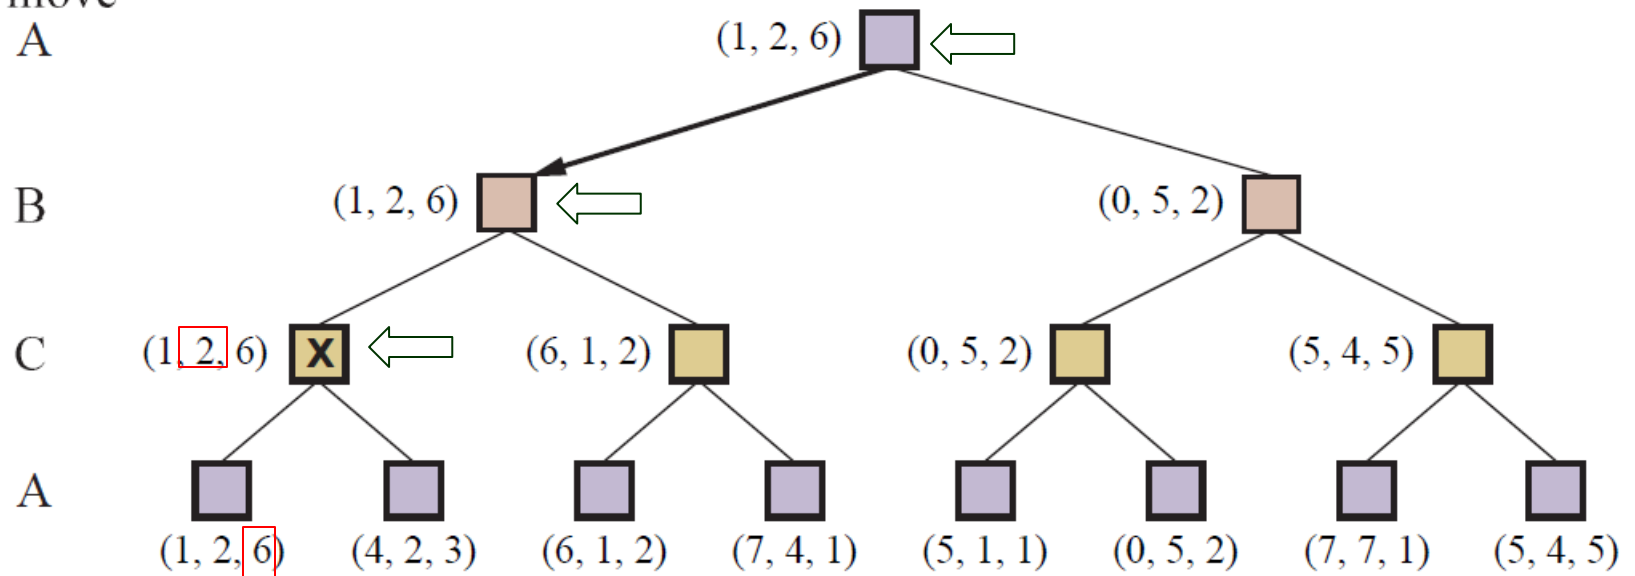 move
A (1, 2, 6)
B (1, 2, 6) (0, 5, 2)
C (1, 2, 6) X (6, 1, 2) (0, 5, 2) (5, 4, 5)
A
(1, 2, 6) (4, 2, 3) (6, 1, 2) (7, 4, 1) (5, 1, 1) (0, 5, 2) (7, 7, 1) (5, 4, 5)